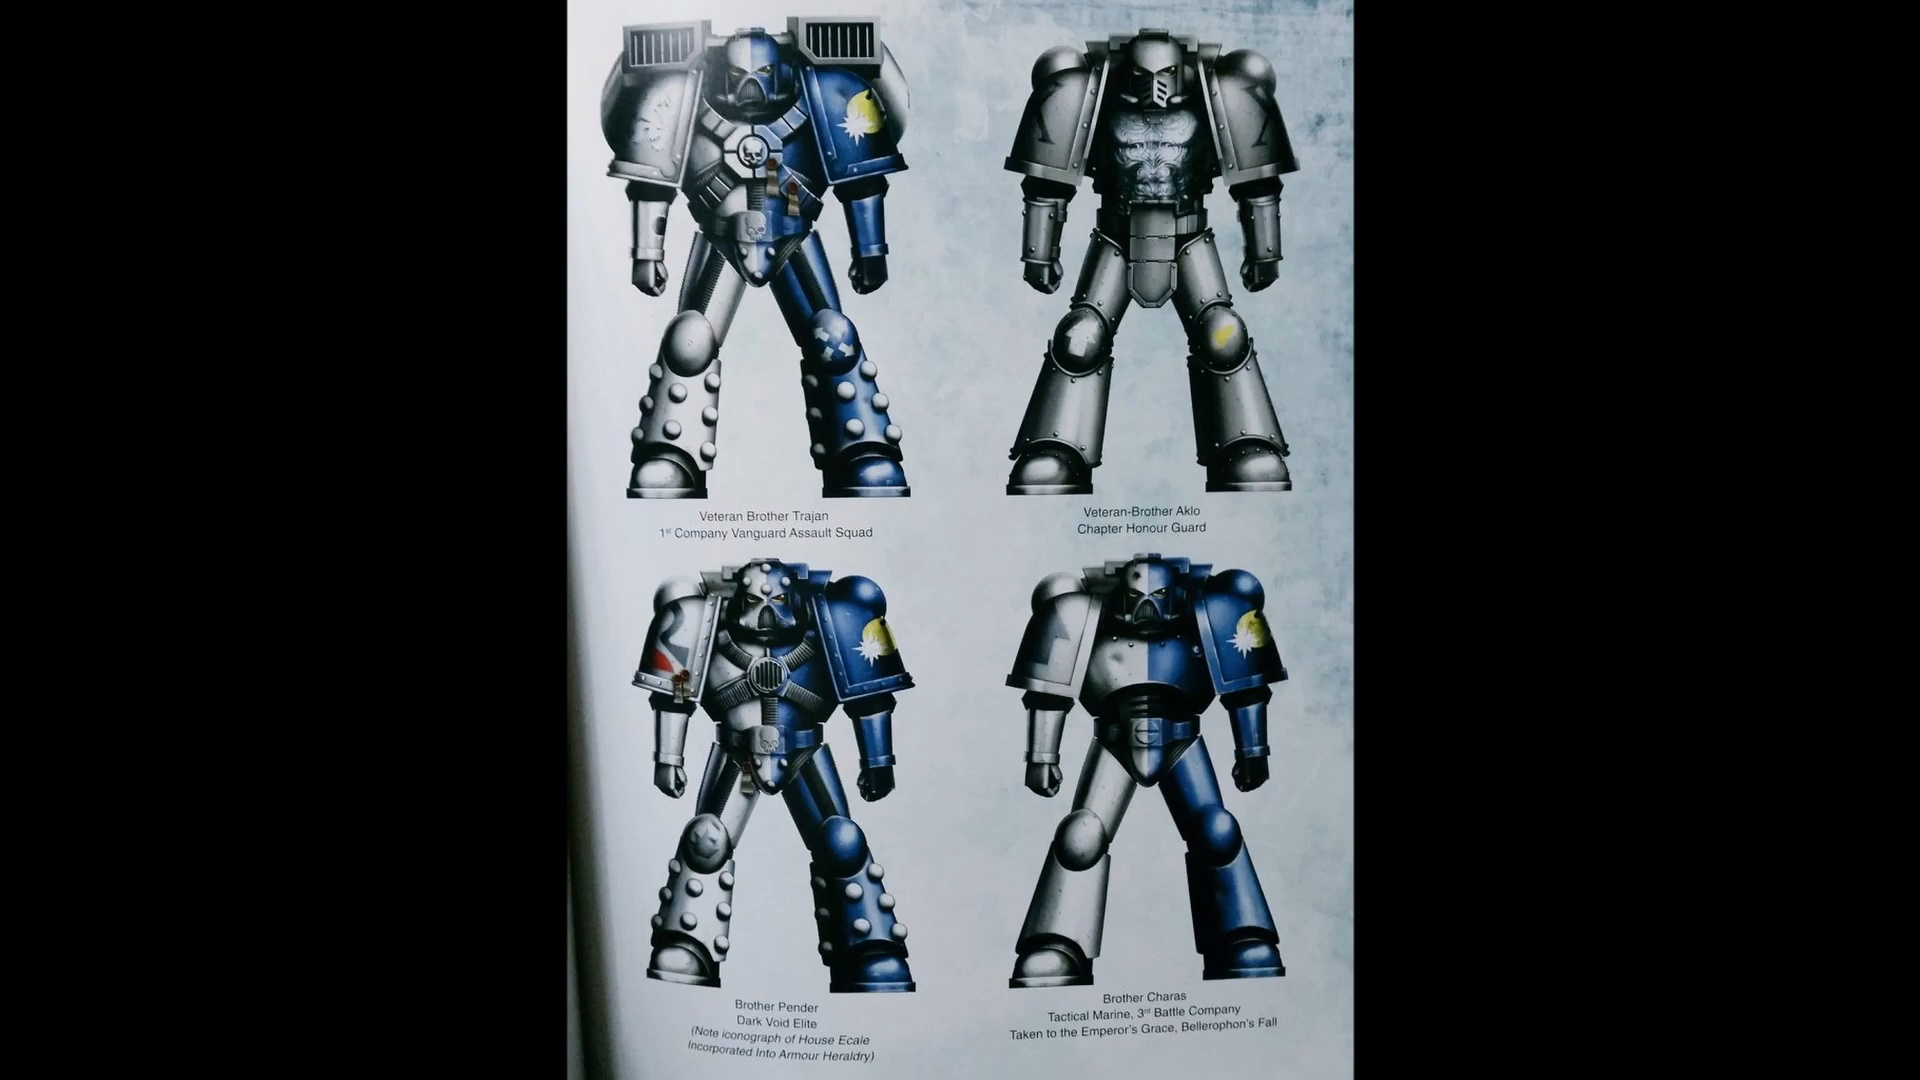 Veteran Brother Trajan
1st Company Vanguard Assault Squad
Veteran-Brother Aklo
Chapter Honour Guard
Brother Pender
Dark Void Elite
(Note iconograph of House Ecale
Incorporated Into Armour Heraldry)
Brother Charas
Tactical Marine, 3rd Battle Company
Taken to the Emperor's Grace, Bellerophon's Fall